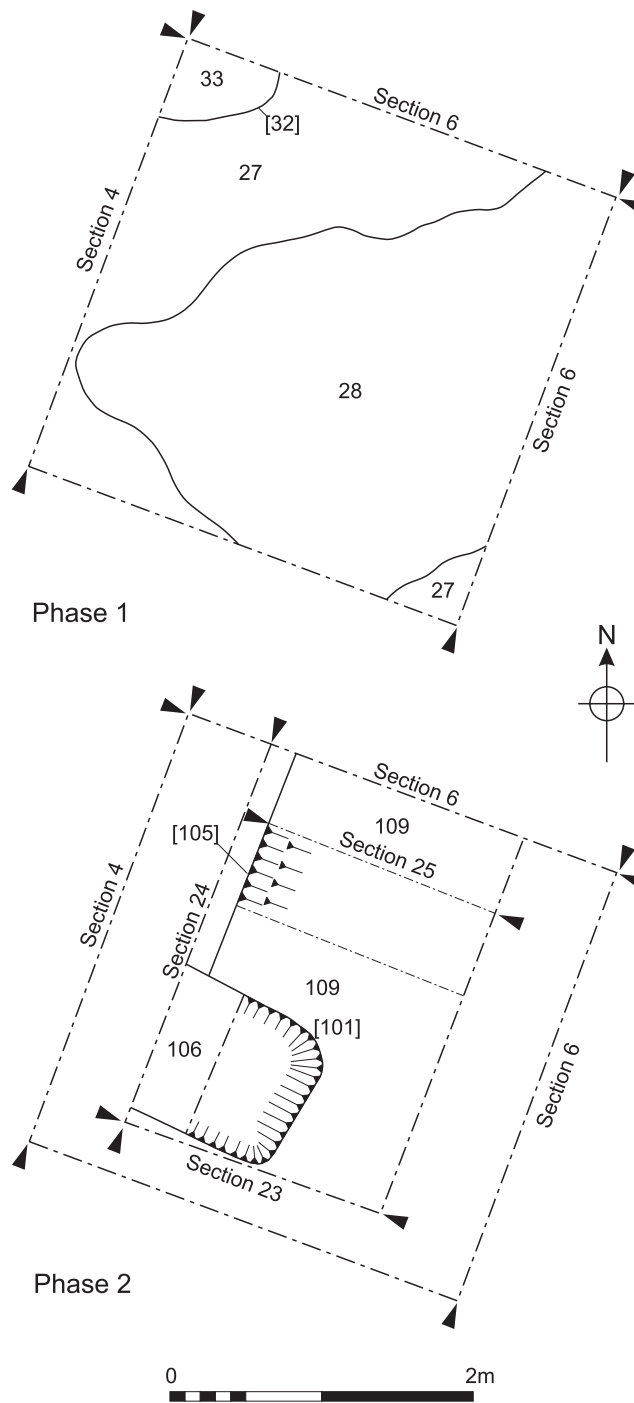 33
Section 6
[32]
27
Section 4
28
Section 6
27
Phase 1
N
Section 6
109
[105]
Section 25
Section 4
Section 24
109
[101]
106
Section 6
Section 23
Phase 2
0 2m